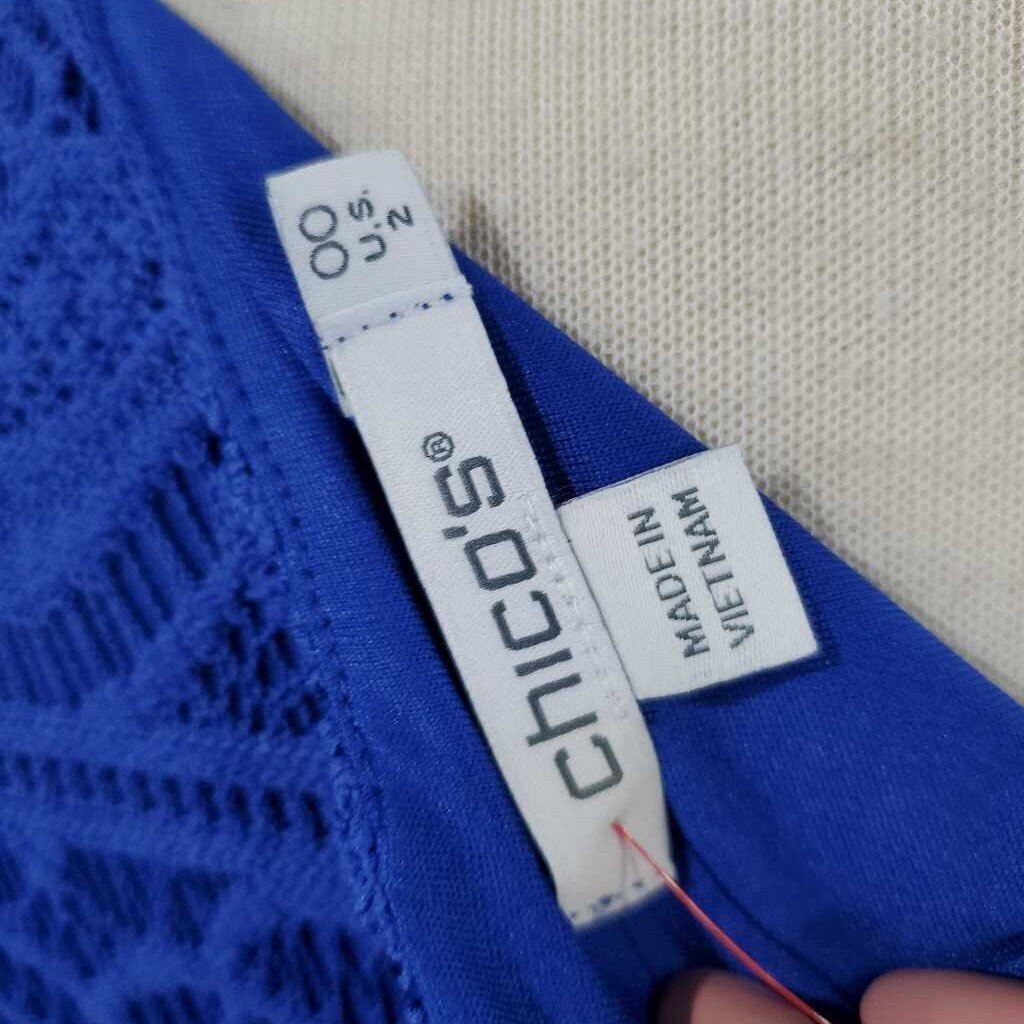 00
U.S.
2
chico's®
MADE IN
VIETNAM